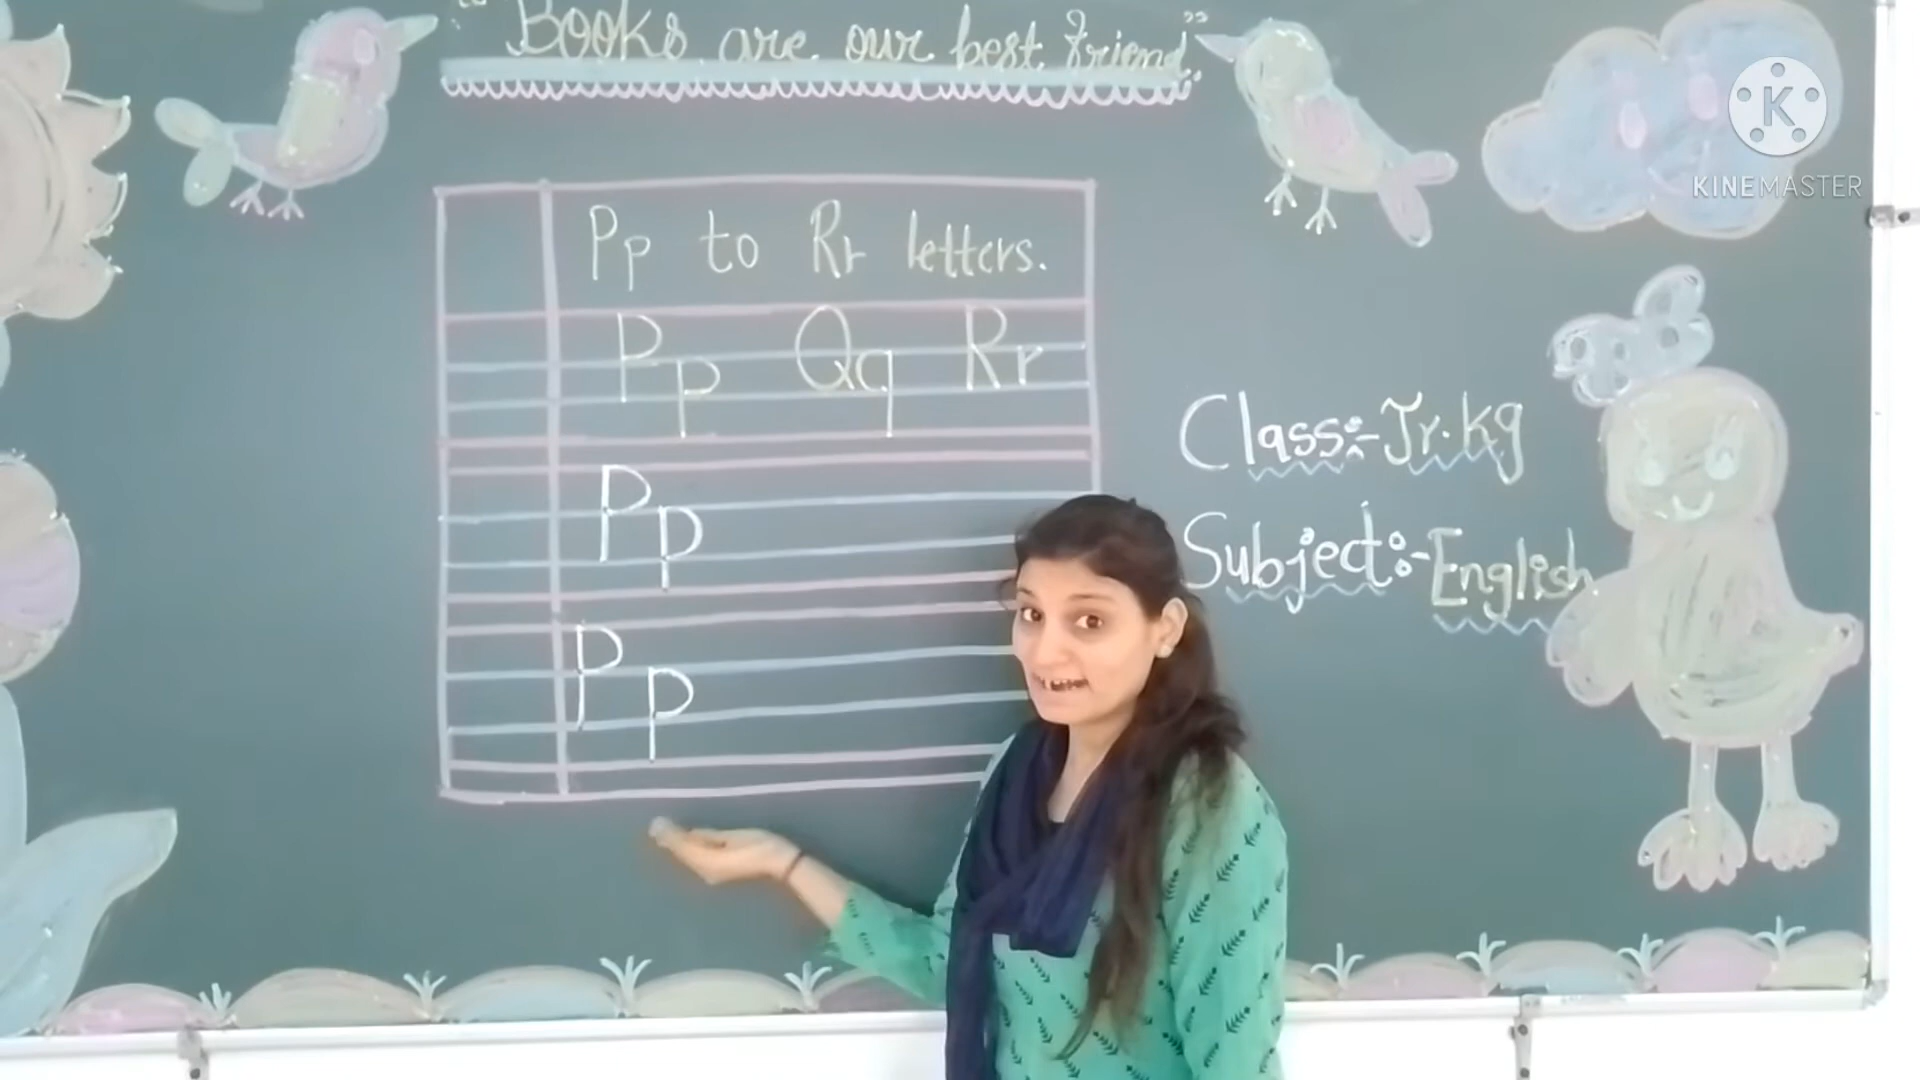 "Books are our best friend"
Pp to Rr letters.
Pp Qq Rr
Pp
Pp
Class:-Jr.kg
Subject:-English
K
KINEMASTER